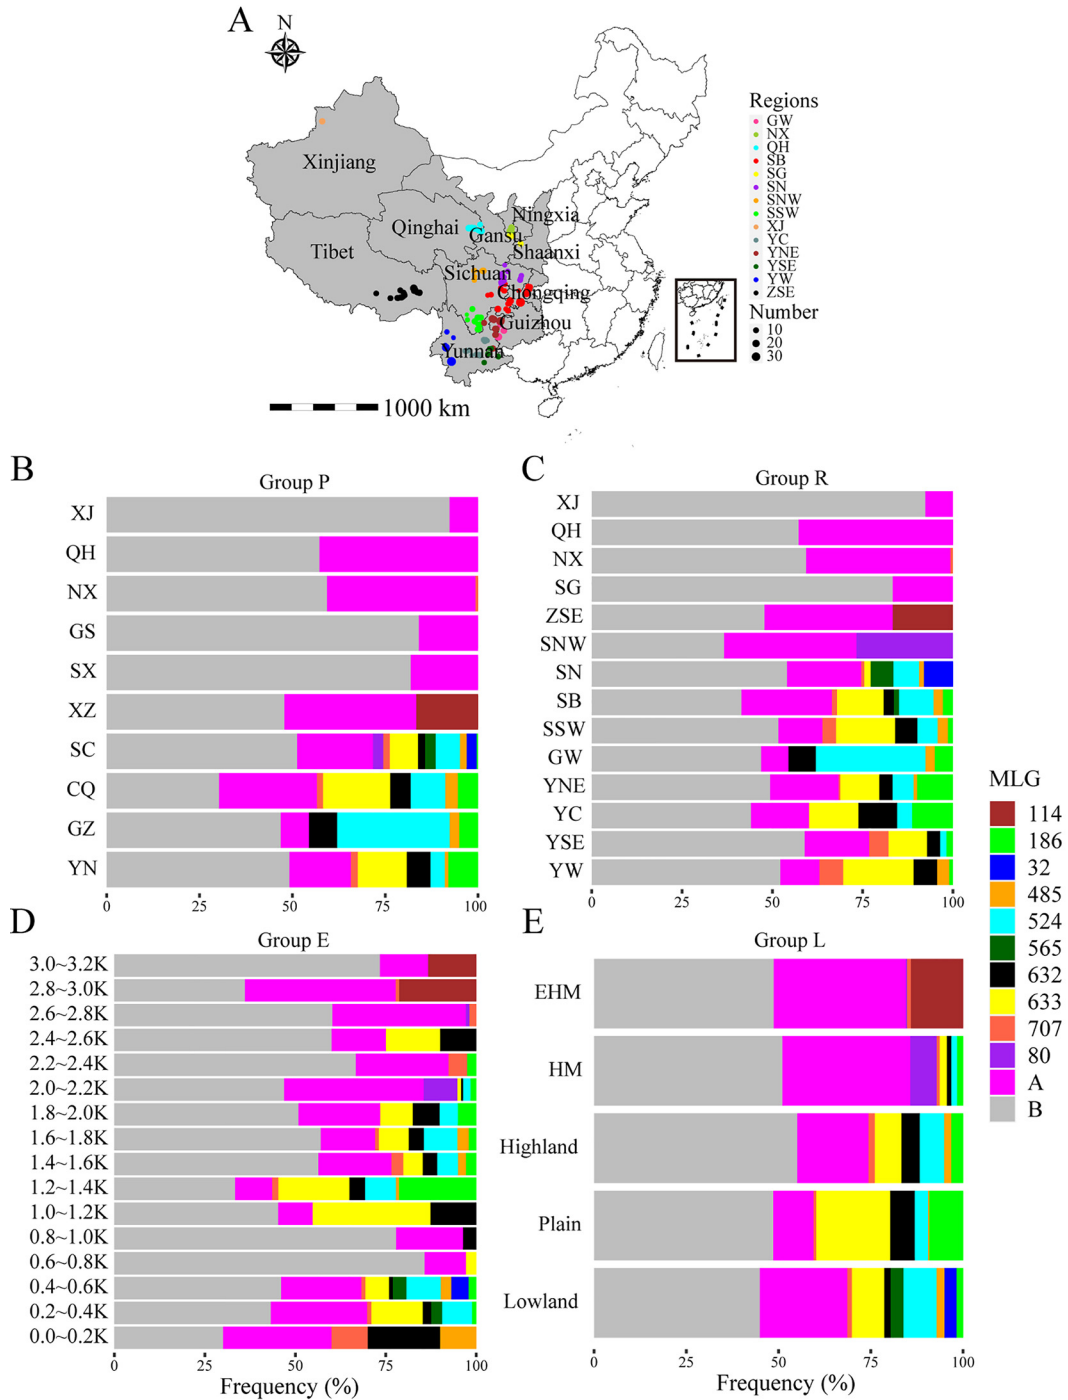 A
N
Xinjiang
Qinghai
Ningxia
Gansu
Tibet
Shaanxi
Sichuan
Chongqing
Guizhou
Yunnan
1000 km
Regions
GW
NX
QH
SB
SG
SN
SNW
SSW
XJ
YC
YNE
YSE
YW
ZSE
Number
10
20
30
B
Group P
XJ
QH
NX
GS
SX
XZ
SC
CQ
GZ
YN
0 25 50 75 100
C
Group R
XJ
QH
NX
SG
ZSE
SNW
SN
SB
SSW
GW
YNE
YC
YSE
YW
0 25 50 75 100
D
Group E
3.0~3.2K
2.8~3.0K
2.6~2.8K
2.4~2.6K
2.2~2.4K
2.0~2.2K
1.8~2.0K
1.6~1.8K
1.4~1.6K
1.2~1.4K
1.0~1.2K
0.8~1.0K
0.6~0.8K
0.4~0.6K
0.2~0.4K
0.0~0.2K
0 25 50 75 100
Frequency (%)
E
Group L
EHM
HM
Highland
Plain
Lowland
0 25 50 75 100
Frequency (%)
MLG
114
186
32
485
524
565
632
633
707
80
A
B